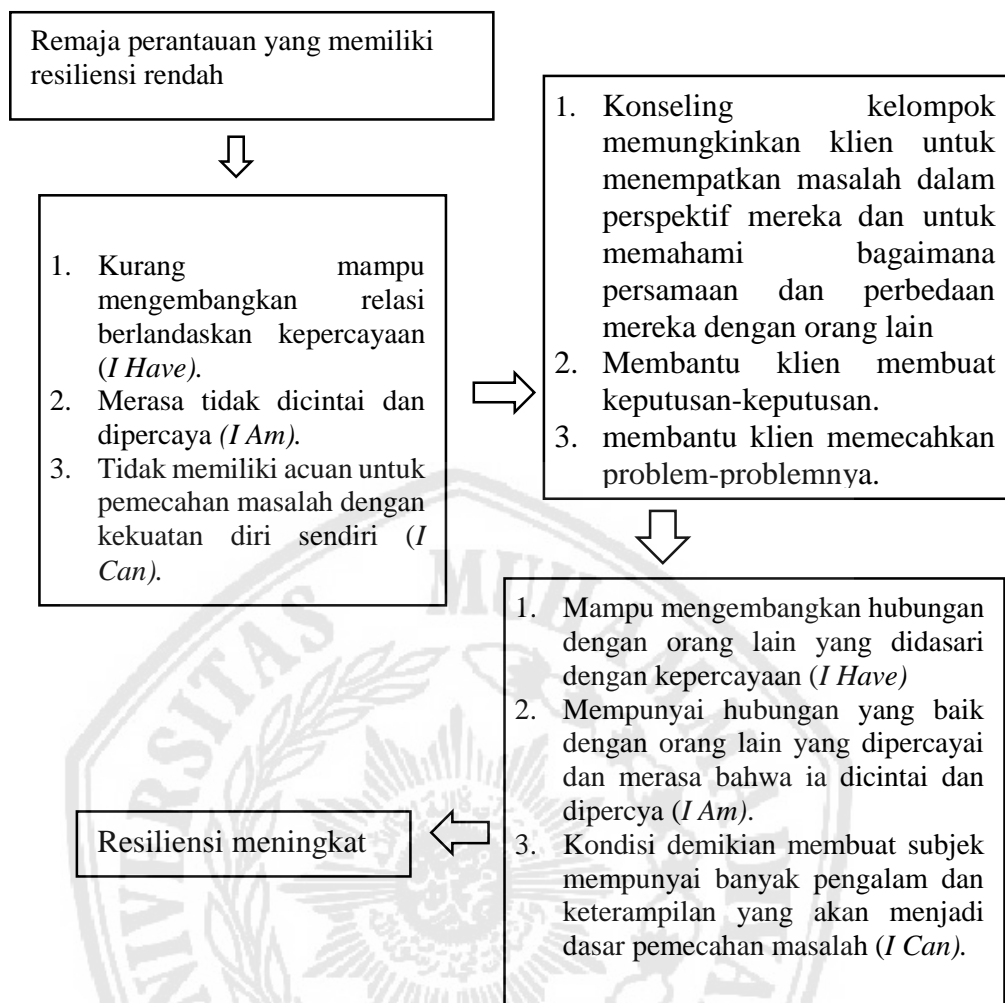 Remaja perantauan yang memiliki
resiliensi rendah
1. Kurang mampu
mengembangkan relasi
berlandaskan kepercayaan
(I Have).
2. Merasa tidak dicintai dan
dipercaya (I Am).
3. Tidak memiliki acuan untuk
pemecahan masalah dengan
kekuatan diri sendiri (I
Can).
1. Konseling kelompok
memungkinkan klien untuk
menempatkan masalah dalam
perspektif mereka dan untuk
memahami bagaimana
persamaan dan perbedaan
mereka dengan orang lain
2. Membantu klien membuat
keputusan-keputusan.
3. membantu klien memecahkan
problem-problemnya.
1. Mampu mengembangkan hubungan
dengan orang lain yang didasari
dengan kepercayaan (I Have)
2. Mempunyai hubungan yang baik
dengan orang lain yang dipercayai
dan merasa bahwa ia dicintai dan
dipercya (I Am).
3. Kondisi demikian membuat subjek
mempunyai banyak pengalam dan
keterampilan yang akan menjadi
dasar pemecahan masalah (I Can).
Resiliensi meningkat